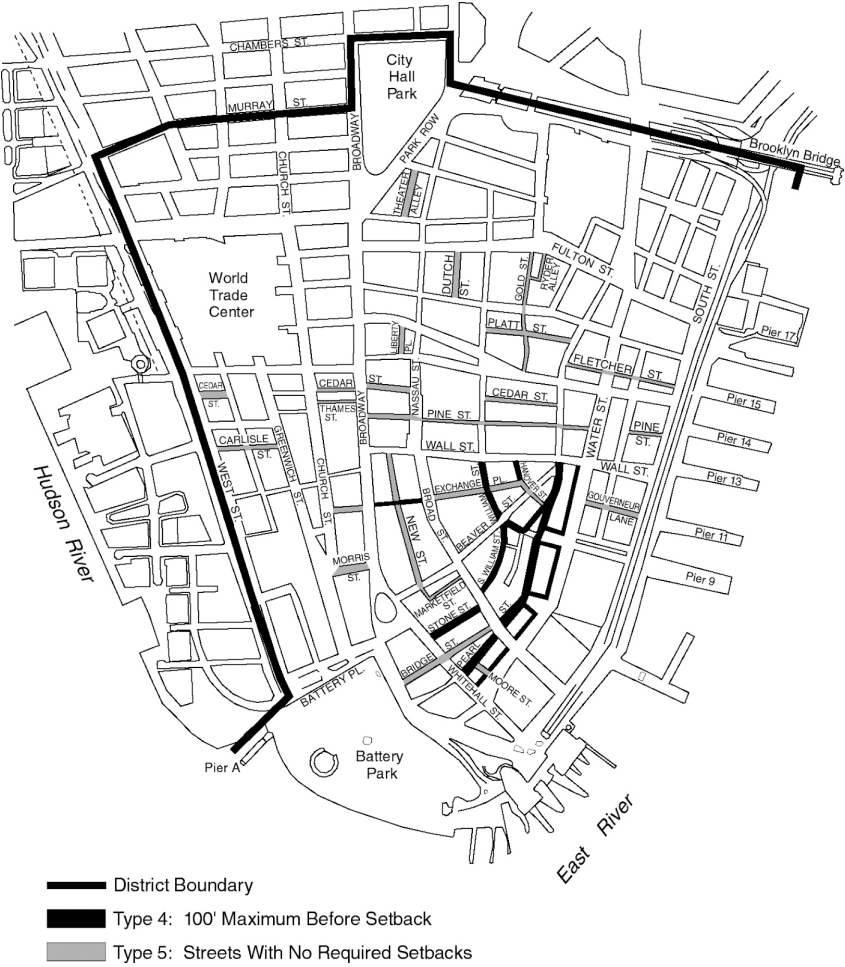 CHAMBERS ST.
City
Hall
Park
MURRAY ST.
BROADWAY
PARK ROW
Brooklyn Bridge
CHURCH ST.
THEATER
ALLEY
World
Trade
Center
DUTCH
ST.
GOLD ST.
RYDER
ALLEY
FULTON ST.
SOUTH ST.
Pier 17
PLATT ST.
LIBERTY
PL.
FLETCHER ST.
CEDAR
ST.
CEDAR ST.
THAMES
ST.
NASSAU ST.
CEDAR ST.
Pier 15
BROADWAY
PINE ST.
WATER ST.
PINE
ST.
Pier 14
CARLISLE
ST.
GREENWICH ST.
WALL ST.
WALL ST.
Pier 13
Hudson River
WEST ST.
CHURCH ST.
EXCHANGE PL.
WILLIAM ST.
HANOVER ST.
GOUVERNEUR
LANE
BROAD ST.
NEW ST.
BEAVER ST.
Pier 11
S. WILLIAM ST.
MORRIS
ST.
Pier 9
MARKETFIELD
ST.
STONE ST.
BRIDGE ST.
PEARL ST.
MOORE ST.
WHITEHALL ST.
BATTERY PL.
Pier A
Battery
Park
East River
District Boundary
Type 4: 100' Maximum Before Setback
Type 5: Streets With No Required Setbacks